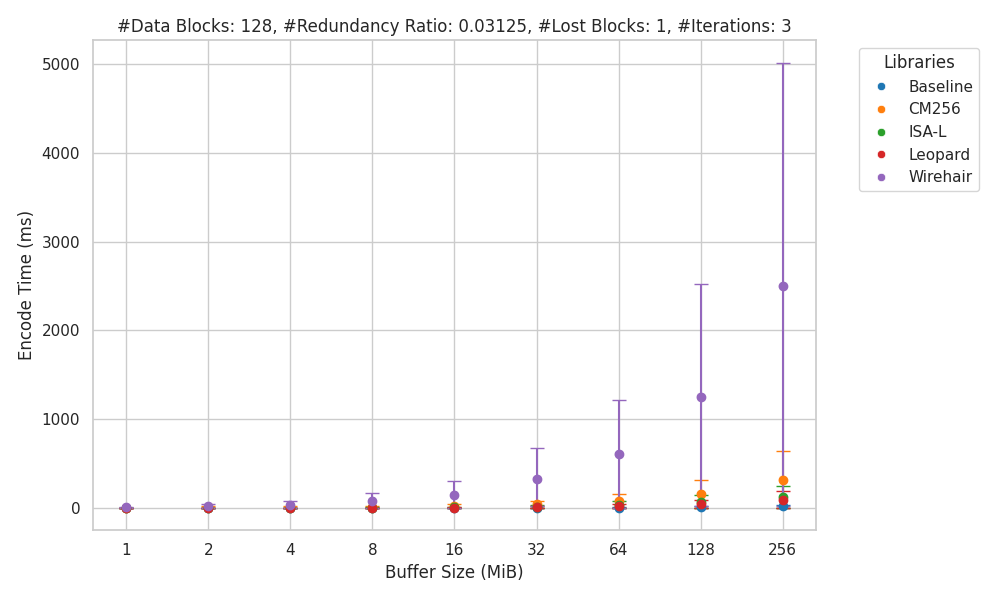 #Data Blocks: 128, #Redundancy Ratio: 0.03125, #Lost Blocks: 1, #Iterations: 3
Libraries
Baseline
CM256
ISA-L
Leopard
Wirehair
Encode Time (ms)
5000
4000
3000
2000
1000
0
1 2 4 8 16 32 64 128 256
Buffer Size (MiB)